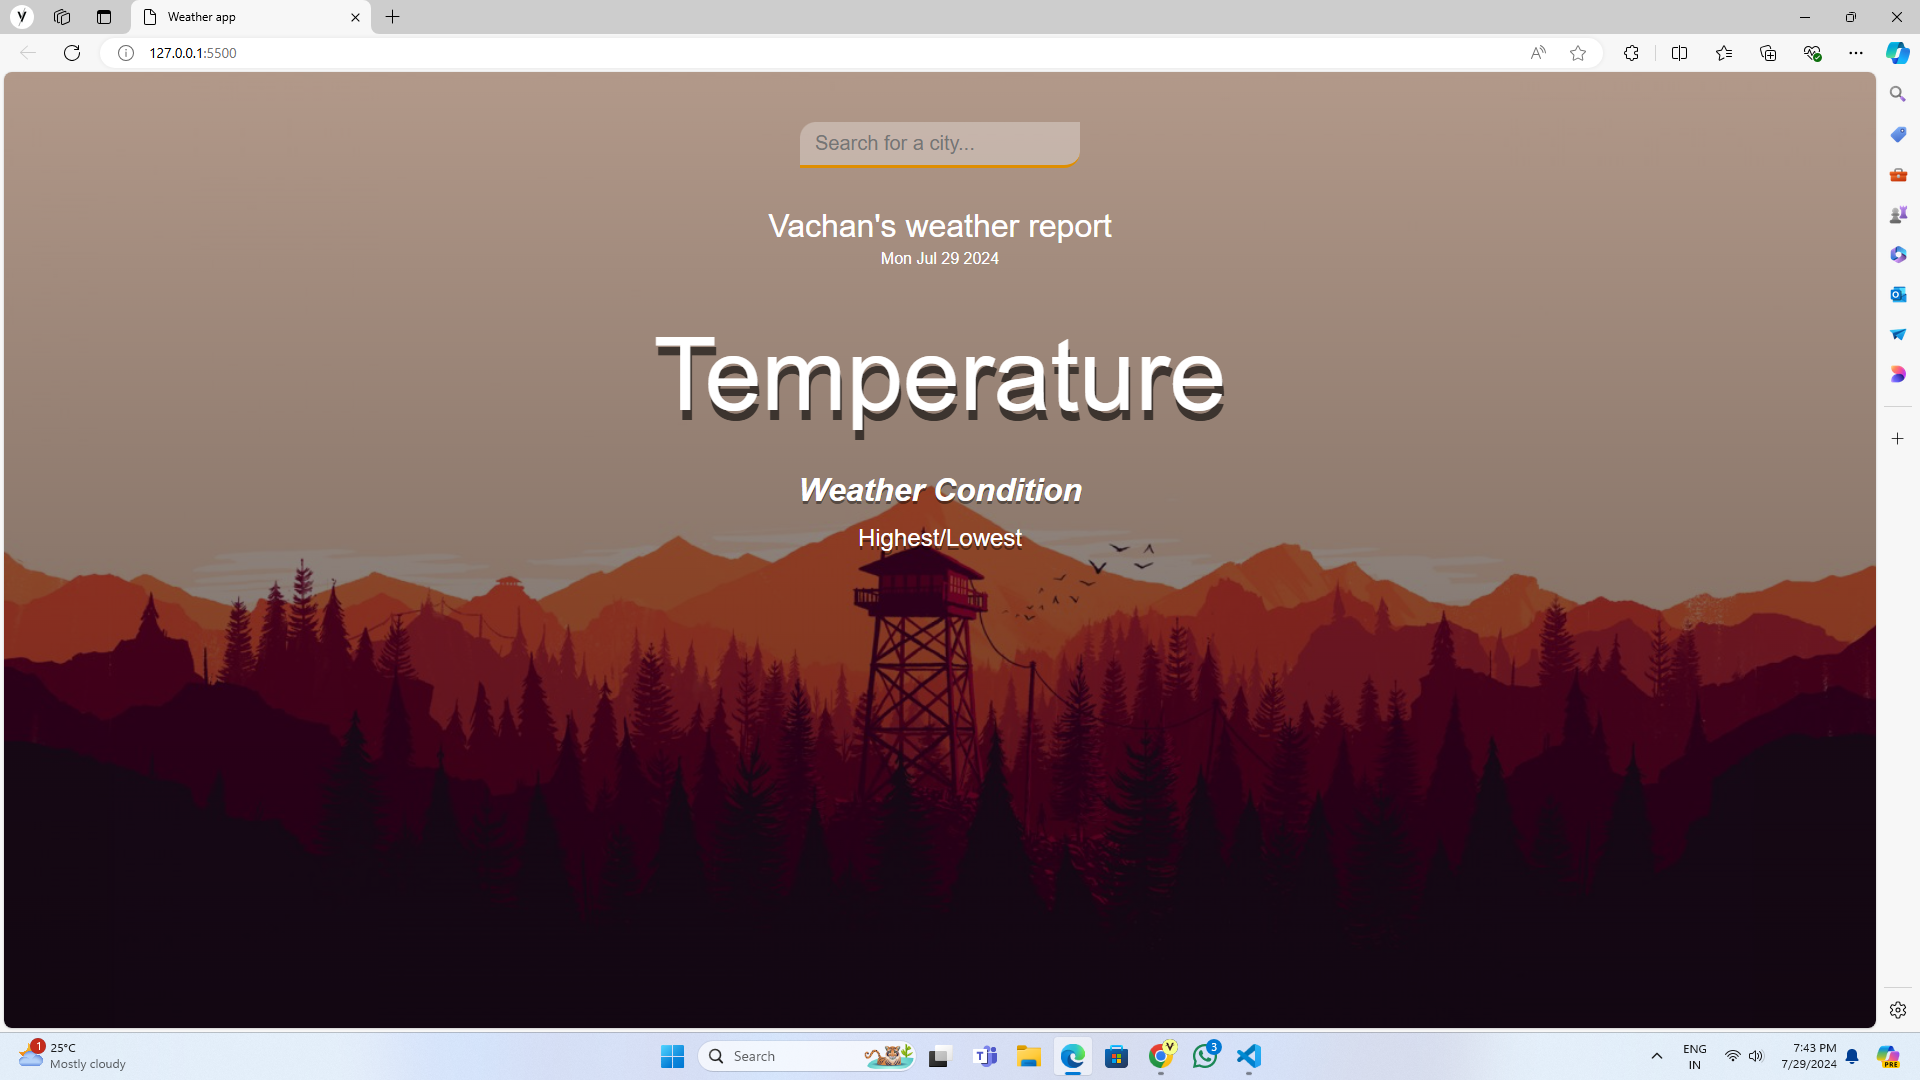 y
Weather app
127.0.0.1:5500
Search for a city...
Vachan's weather report
Mon Jul 29 2024
Temperature
Weather Condition
Highest/Lowest
1
25°C
Mostly cloudy
Search
V
3
ENG
IN
7:43 PM
7/29/2024
PRE